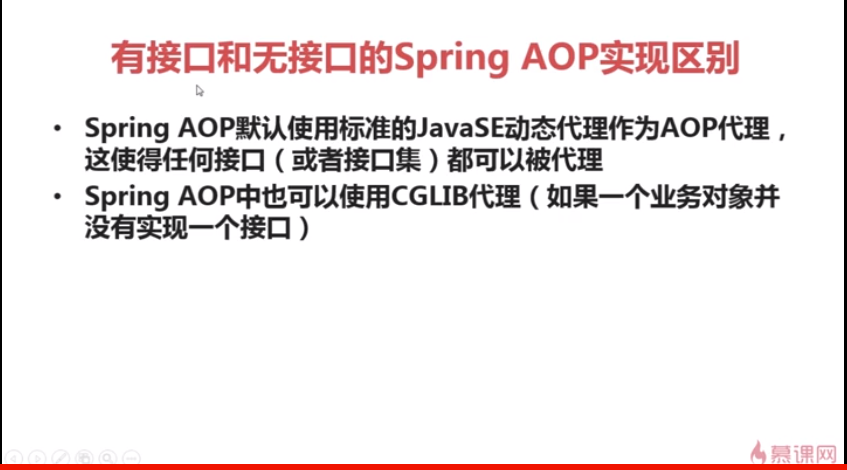 有接口和无接口的Spring AOP实现区别
• Spring AOP默认使用标准的JavaSE动态代理作为AOP代理，
这使得任何接口（或者接口集）都可以被代理
• Spring AOP中也可以使用CGLIB代理（如果一个业务对象并
没有实现一个接口）
慕课网